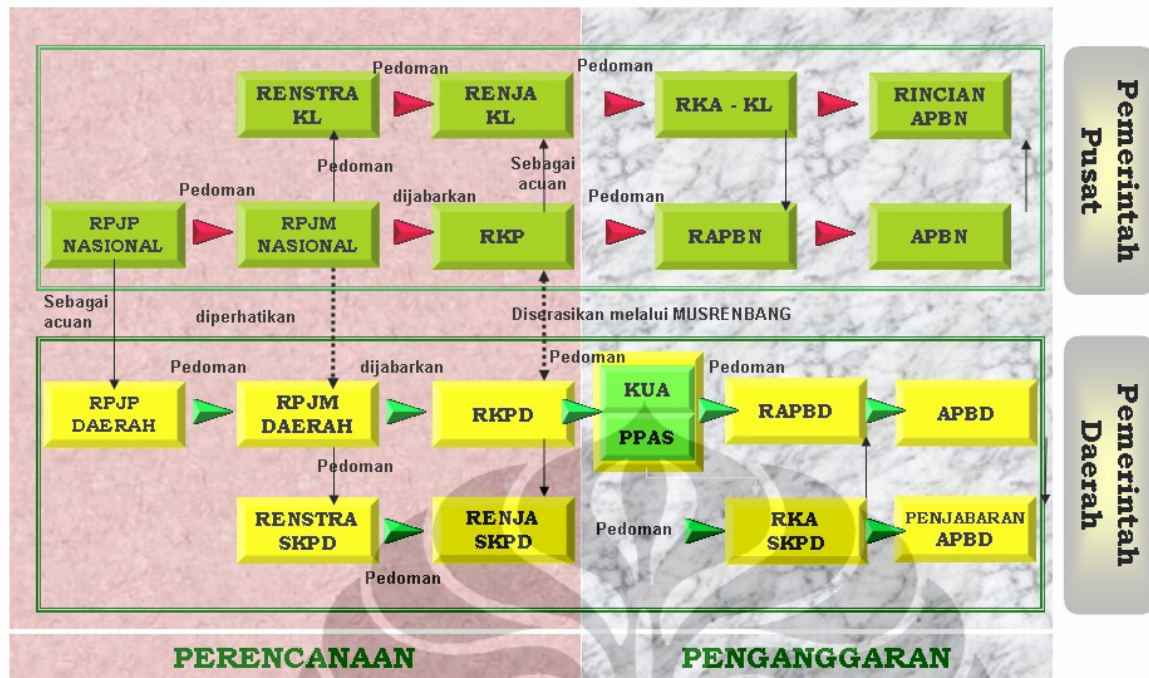 Pedoman
Pedoman
RENSTRA
KL
RENJA
KL
RKA - KL
RINCIAN
APBN
Pedoman
Sebagai
acuan
Pedoman
dijabarkan
Pedoman
RPJP
NASIONAL
RPJM
NASIONAL
RKP
RAPBN
APBN
Pemerintah
Pusat
Sebagai
acuan
diperhatikan
Diserasikan melalui MUSRENBANG
Pedoman
dijabarkan
Pedoman
Pedoman
RPJP
DAERAH
RPJM
DAERAH
RKPD
KUA
PPAS
RAPBD
APBD
Pedoman
RENSTRA
SKPD
RENJA
SKPD
Pedoman
RKA
SKPD
PENJABARAN
APBD
Pedoman
Pemerintah
Daerah
PERENCANAAN
PENGANGGARAN